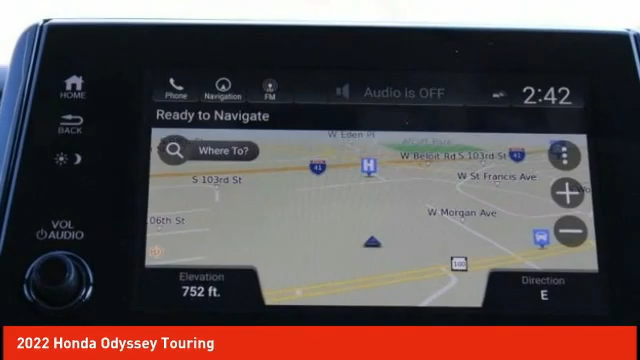 HOME
BACK
VOL
AUDIO
Phone
Navigation
FM
Audio Is OFF
2:42
Ready to Navigate
Where To?
W Eden Pl
41
H
W Beloit Rd
S 103rd St
41
S 103rd St
W St Francis Ave
06th St
W Morgan Ave
100
Elevation
752 ft.
Direction
E
2022 Honda Odyssey Touring